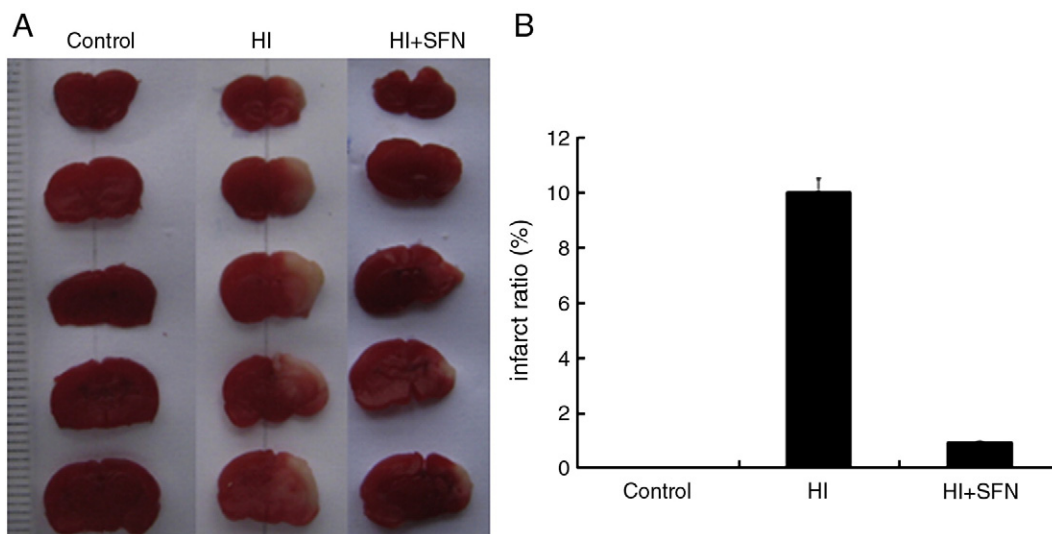 A
Control HI HI+SFN
B
infarct ratio (%)
12
10
8
6
4
2
0
Control HI HI+SFN